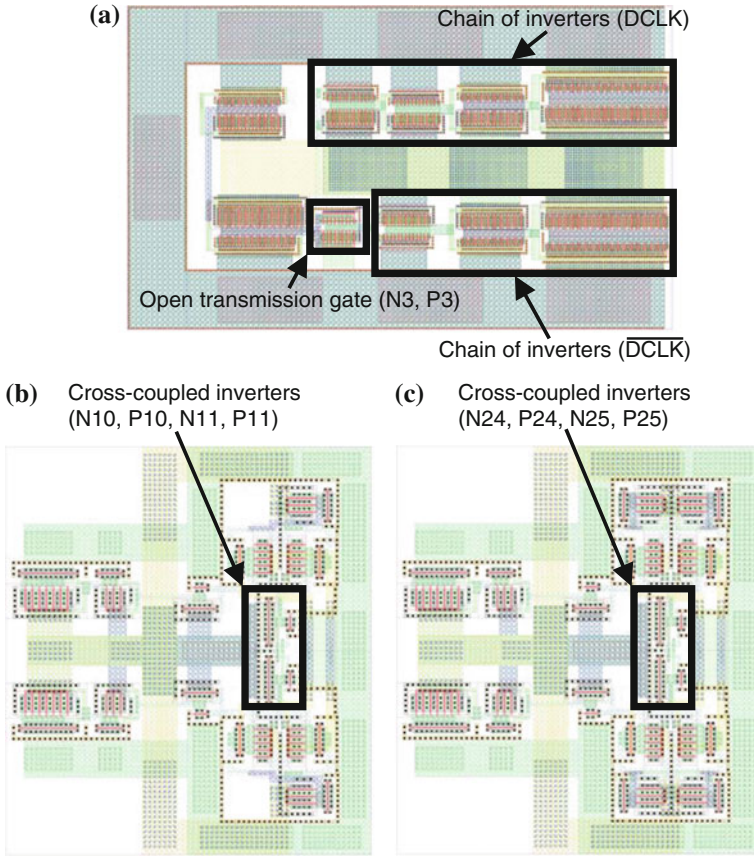 (a)
Chain of inverters (DCLK)
Open transmission gate (N3, P3)
Chain of inverters (D̅C̅L̅K̅)
(b) Cross-coupled inverters
(N10, P10, N11, P11)
(c) Cross-coupled inverters
(N24, P24, N25, P25)